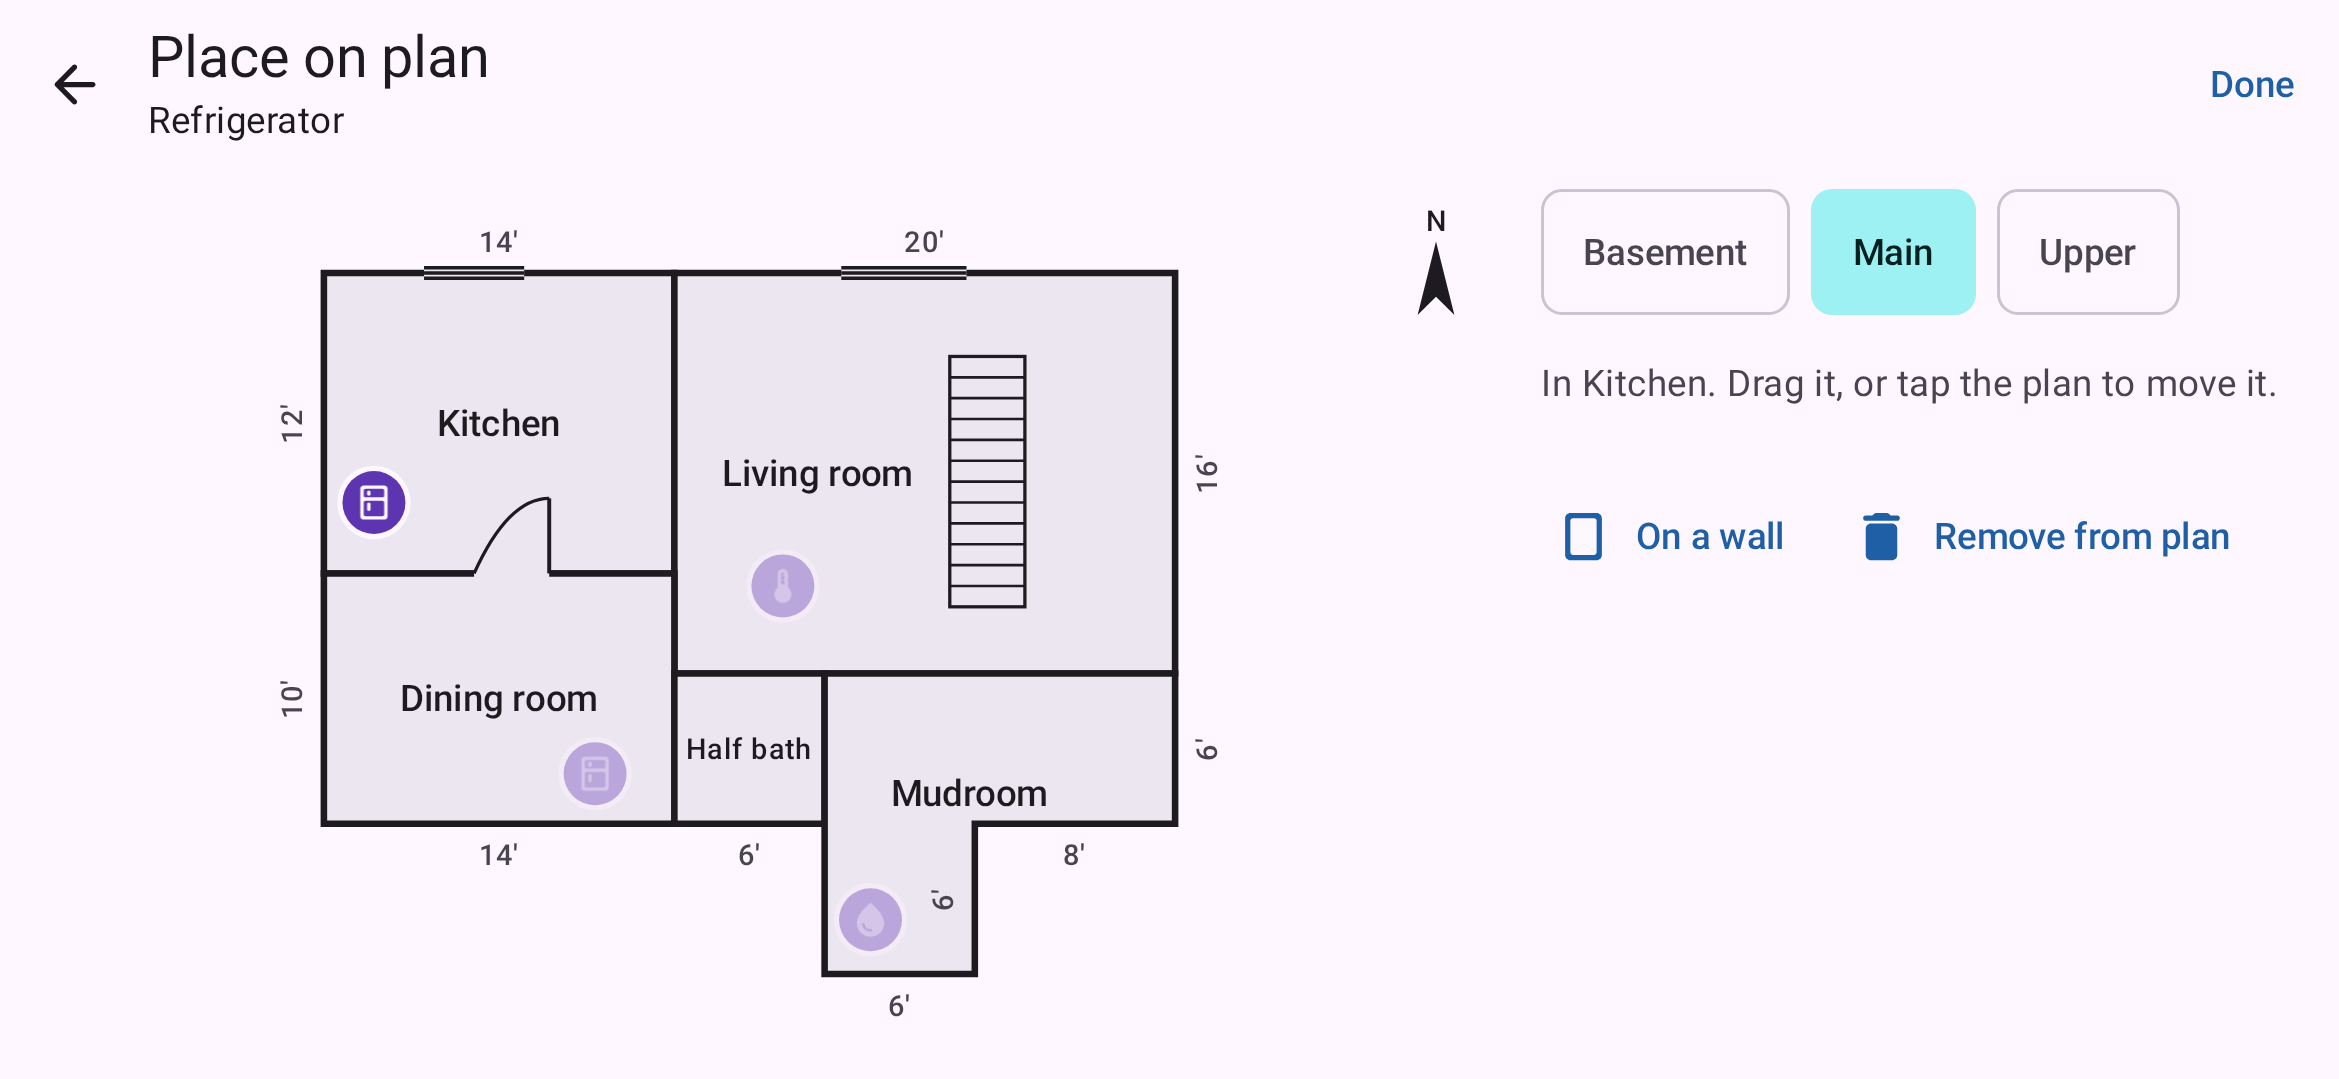 Place on plan
Refrigerator
Done
14'
20'
N
Basement
Main
Upper
In Kitchen. Drag it, or tap the plan to move it.
12'
Kitchen
Living room
16'
On a wall
Remove from plan
10'
Dining room
Half bath
6'
Mudroom
14'
6'
8'
6'
6'